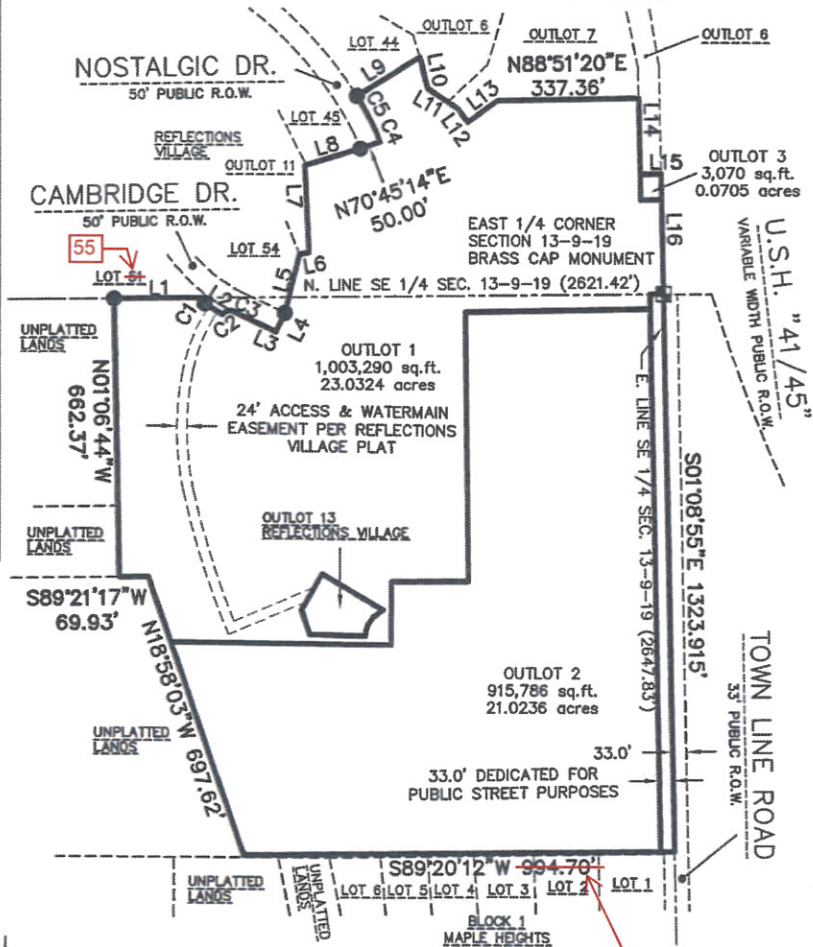 OUTLOT 6
LOT 44
OUTLOT 7
OUTLOT 6
NOSTALGIC DR.
50' PUBLIC R.O.W.
L9
L10
N88°51'20"E
337.36'
C5
C4
L11
L12
L13
LOT 45
L14
REFLECTIONS
VILLAGE
L8
L15
OUTLOT 3
3,070 sq.ft.
0.0705 acres
OUTLOT 11
N70°45'14"E
50.00'
L7
L16
CAMBRIDGE DR.
50' PUBLIC R.O.W.
EAST 1/4 CORNER
SECTION 13-9-19
BRASS CAP MONUMENT
U.S.H. "41/45"
VARIABLE WIDTH PUBLIC R.O.W.
55
LOT 54
L6
L5
N. LINE SE 1/4 SEC. 13-9-19 (2621.42')
LOT 51
L1
L2
C3
C1
C2
L3
L4
UNPLATTED
LANDS
OUTLOT 1
1,003,290 sq.ft.
23.0324 acres
N01°06'44"W
662.37'
24' ACCESS & WATERMAIN
EASEMENT PER REFLECTIONS
VILLAGE PLAT
E. LINE SE 1/4 SEC. 13-9-19 (2647.83')
S01°08'55"E 1323.915'
OUTLOT 13
REFLECTIONS VILLAGE
UNPLATTED
LANDS
S89°21'17"W
69.93'
N18°58'03"W 697.62'
OUTLOT 2
915,786 sq.ft.
21.0236 acres
TOWN LINE ROAD
33' PUBLIC R.O.W.
UNPLATTED
LANDS
33.0'
33.0' DEDICATED FOR
PUBLIC STREET PURPOSES
S89°20'12"W 994.70'
UNPLATTED
LANDS
UNPLATTED
LANDS
LOT 6
LOT 5
LOT 4
LOT 3
LOT 2
LOT 1
BLOCK 1
MAPLE HEIGHTS